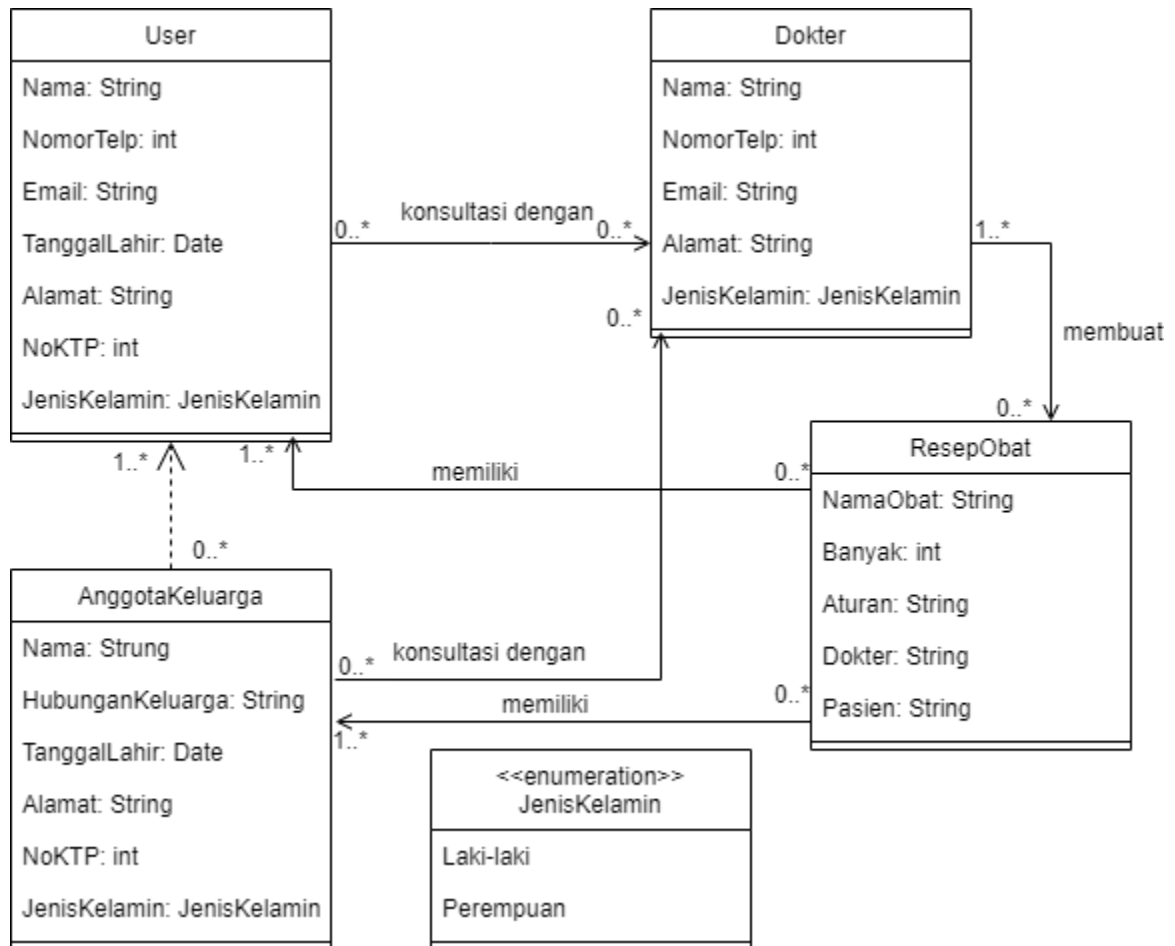 User
Nama: String
NomorTelp: int
Email: String
TanggalLahir: Date
Alamat: String
NoKTP: int
JenisKelamin: JenisKelamin
Dokter
Nama: String
NomorTelp: int
Email: String
Alamat: String
JenisKelamin: JenisKelamin
0..*
konsultasi dengan
0..*
1..*
membuat
0..*
0..*
ResepObat
NamaObat: String
Banyak: int
Aturan: String
Dokter: String
Pasien: String
1..*
1..*
memiliki
0..*
0..*
AnggotaKeluarga
Nama: Strung
HubunganKeluarga: String
TanggalLahir: Date
Alamat: String
NoKTP: int
JenisKelamin: JenisKelamin
0..*
konsultasi dengan
memiliki
0..*
1..*
<<enumeration>>
JenisKelamin
Laki-laki
Perempuan